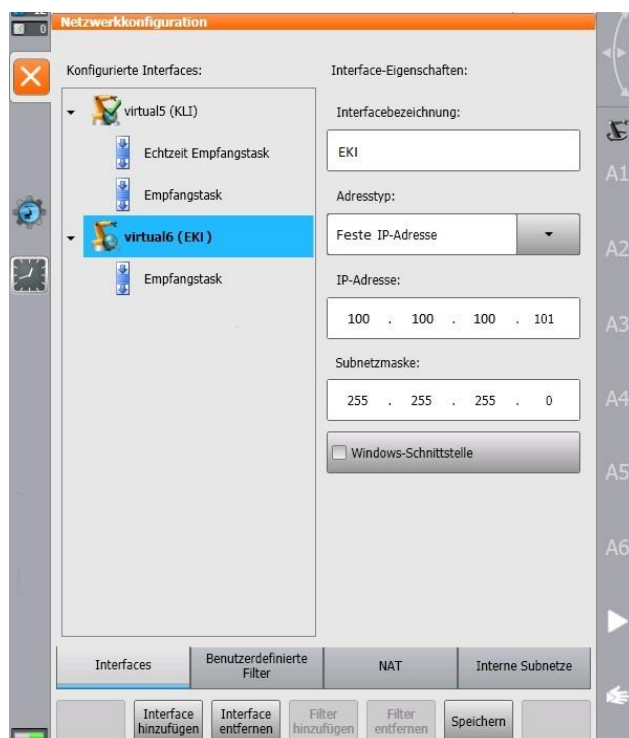 Netzwerkkonfiguration
0
Konfigurierte Interfaces:
Interface-Eigenschaften:
virtual5 (KLI)
Echtzeit Empfangstask
Empfangstask
virtual6 (EKI)
Empfangstask
Interfacebezeichnung:
EKI
Adresstyp:
Feste IP-Adresse
IP-Adresse:
100 . 100 . 100 . 101
Subnetzmaske:
255 . 255 . 255 . 0
Windows-Schnittstelle
A1
A2
A3
A4
A5
A6
Interfaces
Benutzerdefinierte
Filter
NAT
Interne Subnetze
Interface
hinzufügen
Interface
entfernen
Filter
hinzufügen
Filter
entfernen
Speichern